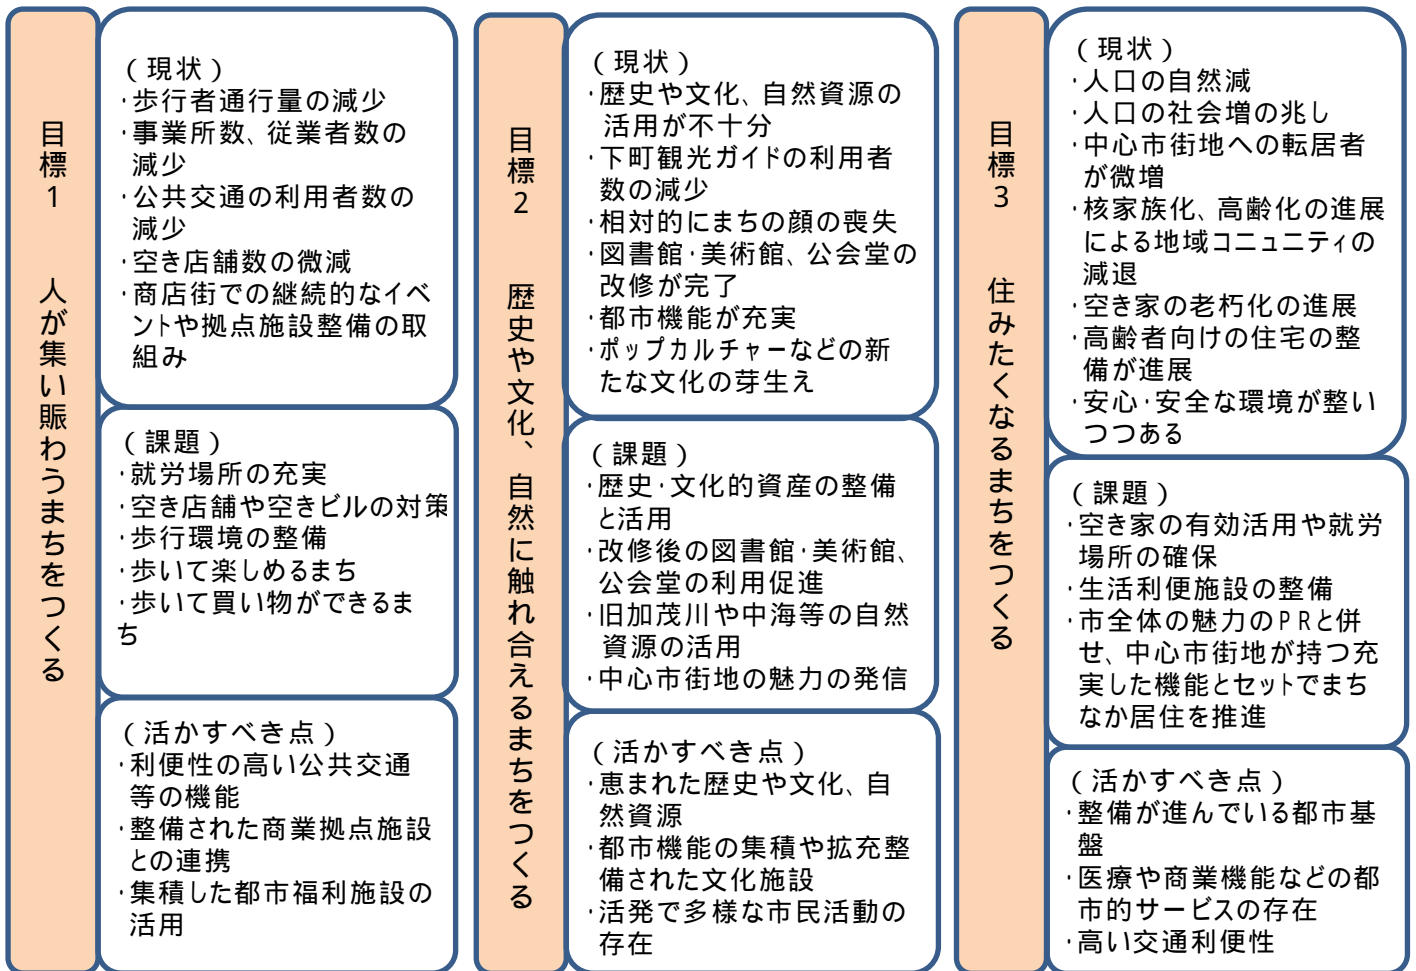 目標1　人が集い賑わうまちをつくる
（現状）
・歩行者通行量の減少
・事業所数、従業者数の
減少
・公共交通の利用者数の
減少
・空き店舗数の微減
・商店街での継続的なイベ
ントや拠点施設整備の取
組み
（課題）
・就労場所の充実
・空き店舗や空きビルの対策
・歩行環境の整備
・歩いて楽しめるまち
・歩いて買い物ができるま
ち
（活かすべき点）
・利便性の高い公共交通
等の機能
・整備された商業拠点施設
との連携
・集積した都市福利施設の
活用
目標2　歴史や文化、自然に触れ合えるまちをつくる
（現状）
・歴史や文化、自然資源の
活用が不十分
・下町観光ガイドの利用者
数の減少
・相対的にまちの顔の喪失
・図書館・美術館、公会堂の
改修が完了
・都市機能が充実
・ポップカルチャーなどの新
たな文化の芽生え
（課題）
・歴史・文化的資産の整備
と活用
・改修後の図書館・美術館、
公会堂の利用促進
・旧加茂川や中海等の自然
資源の活用
・中心市街地の魅力の発信
（活かすべき点）
・恵まれた歴史や文化、自
然資源
・都市機能の集積や拡充整
備された文化施設
・活発で多様な市民活動の
存在
目標3　住みたくなるまちをつくる
（現状）
・人口の自然減
・人口の社会増の兆し
・中心市街地への転居者
が微増
・核家族化、高齢化の進展
による地域コニュニティの
減退
・空き家の老朽化の進展
・高齢者向けの住宅の整
備が進展
・安心・安全な環境が整い
つつある
（課題）
・空き家の有効活用や就労
場所の確保
・生活利便施設の整備
・市全体の魅力のPRと併
せ、中心市街地が持つ充
実した機能とセットでまち
なか居住を推進
（活かすべき点）
・整備が進んでいる都市基
盤
・医療や商業機能などの都
市的サービスの存在
・高い交通利便性